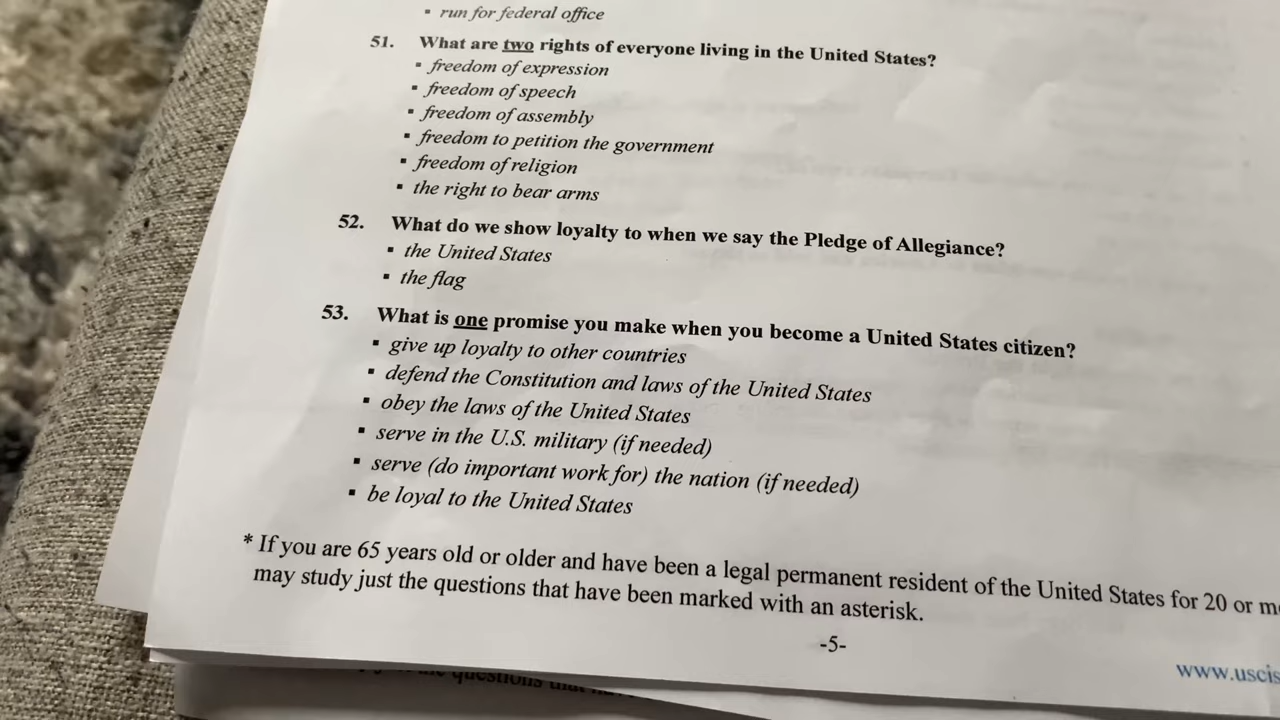 ▪ run for federal office
51. What are two rights of everyone living in the United States?
▪ freedom of expression
▪ freedom of speech
▪ freedom of assembly
▪ freedom to petition the government
▪ freedom of religion
▪ the right to bear arms
52. What do we show loyalty to when we say the Pledge of Allegiance?
▪ the United States
▪ the flag
53. What is one promise you make when you become a United States citizen?
▪ give up loyalty to other countries
▪ defend the Constitution and laws of the United States
▪ obey the laws of the United States
▪ serve in the U.S. military (if needed)
▪ serve (do important work for) the nation (if needed)
▪ be loyal to the United States
* If you are 65 years old or older and have been a legal permanent resident of the United States for 20 or
may study just the questions that have been marked with an asterisk.
-5-
www.uscis
questions